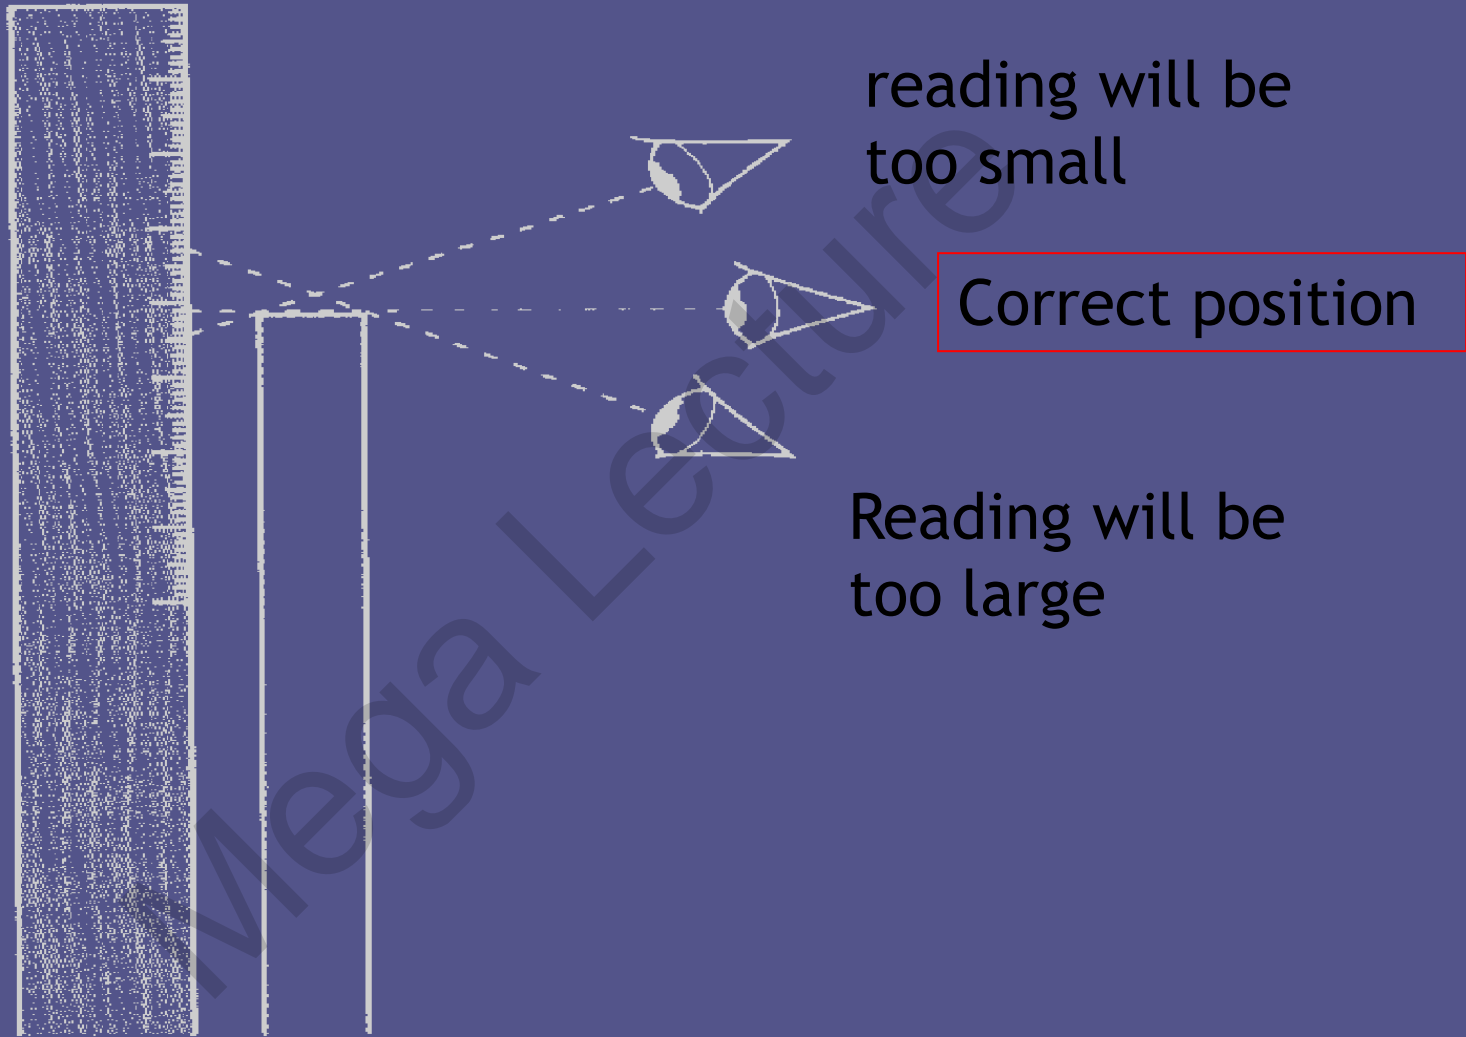 reading will be
too small
Correct position
Reading will be
too large
Mega Lecture